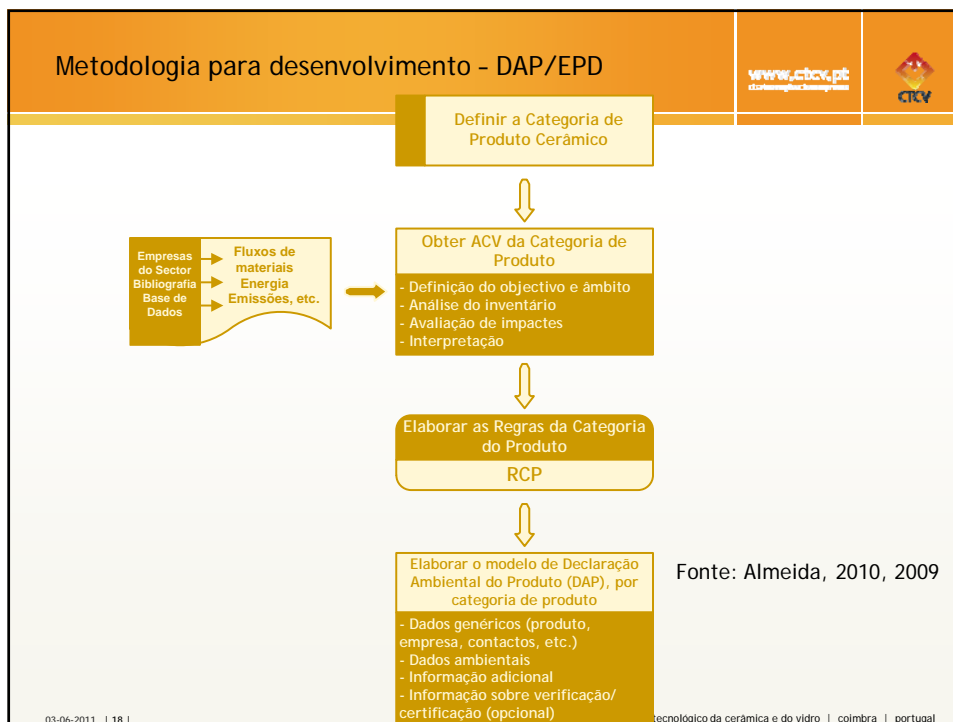 Metodologia para desenvolvimento - DAP/EPD
www.ctcv.pt
CTCV
Definir a Categoria de
Produto Cerâmico
Empresas
do Sector
Bibliografia
Base de
Dados
Fluxos de
materiais
Energia
Emissões, etc.
Obter ACV da Categoria de
Produto
- Definição do objectivo e âmbito
- Análise do inventário
- Avaliação de impactes
- Interpretação
Elaborar as Regras da Categoria
do Produto
RCP
Elaborar o modelo de Declaração
Ambiental do Produto (DAP), por
categoria de produto
- Dados genéricos (produto,
empresa, contactos, etc.)
- Dados ambientais
- Informação adicional
- Informação sobre verificação/
certificação (opcional)
Fonte: Almeida, 2010, 2009
03-06-2011 | 18 |
tecnológico da cerâmica e do vidro | coimbra | portugal